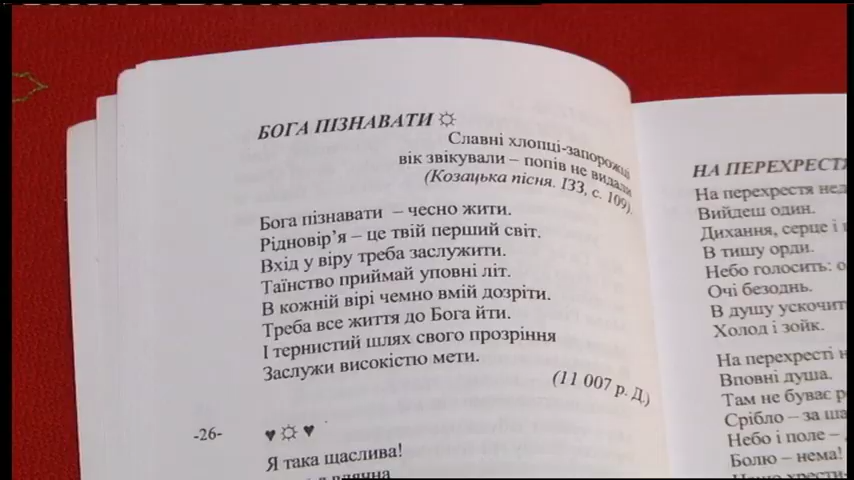 БОГА ПІЗНАВАТИ ☼
Славні хлопці-запорожці
вік звікували – попів не видали
(Козацька пісня. ІЗЗ, с. 109).
Бога пізнавати – чесно жити.
Рідновір'я – це твій перший світ.
Вхід у віру треба заслужити.
Таїнство приймай уповні літ.
В кожній вірі чемно вмій дозріти.
Треба все життя до Бога йти.
І тернистий шлях свого прозріння
Заслужи високістю мети.
(11 007 р. Д.)
-26-
♥☼♥
Я така щаслива!
НА ПЕРЕХРЕСТЯ
На перехрестя
Вийдеш один.
Дихання, серце і
В тишу орди.
Небо голосить:
Очі безоднь.
В душу ускочит
Холод і зойк.
На перехресті
Вповні душа.
Там не буває
Срібло – за
Небо і поле –
Болю – нема!